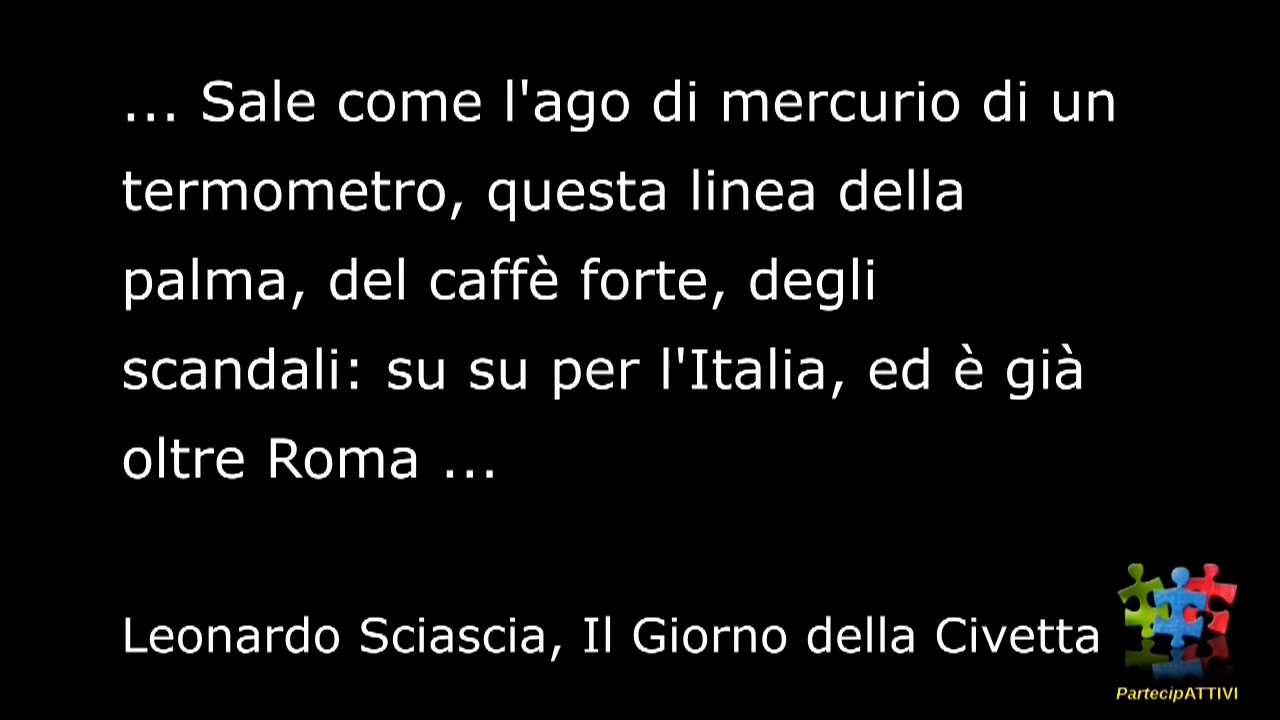 ... Sale come l'ago di mercurio di un
termometro, questa linea della
palma, del caffè forte, degli
scandali: su su per l'Italia, ed è già
oltre Roma ...
Leonardo Sciascia, Il Giorno della Civetta
PartecipATTIVI